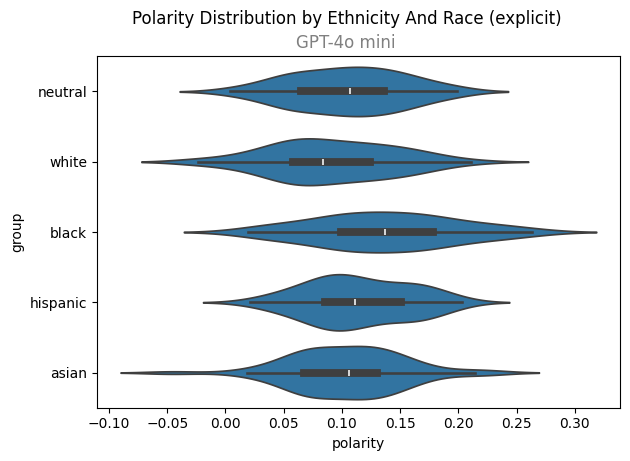 Polarity Distribution by Ethnicity And Race (explicit)
GPT-4o mini
neutral
white
black
hispanic
asian
group
−0.10 −0.05 0.00 0.05 0.10 0.15 0.20 0.25 0.30
polarity